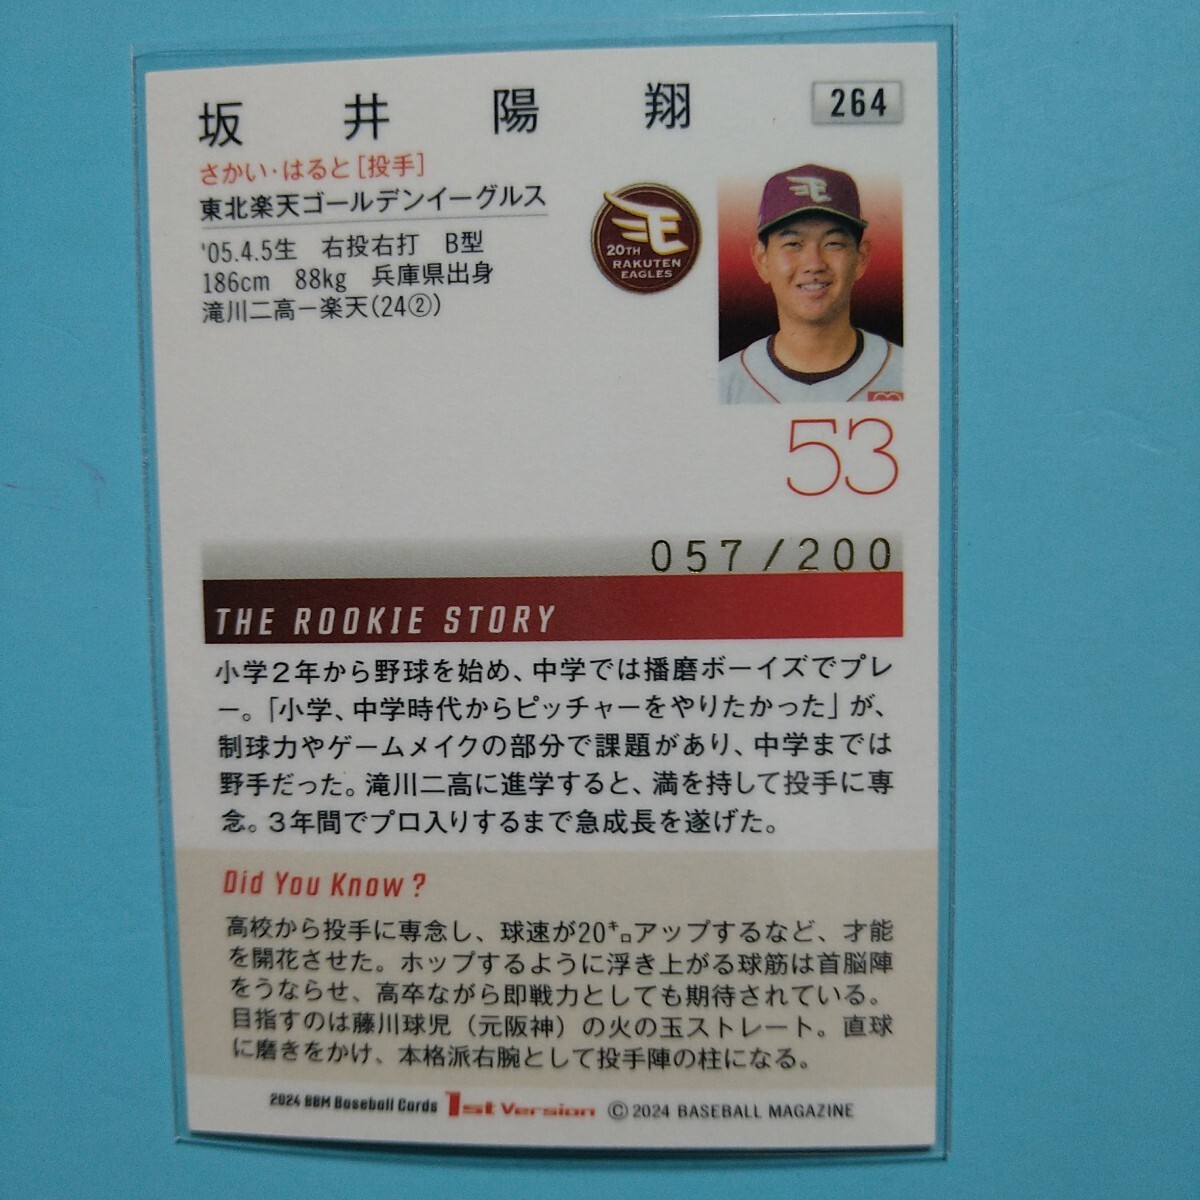 坂井陽翔
264
さかい・はると[投手]
東北楽天ゴールデンイーグルス
'05.4.5生 右投右打 B型
186cm 88kg 兵庫県出身
滝川二高ー楽天(24②)
20TH
RAKUTEN
EAGLES
53
057/200
THE ROOKIE STORY
小学2年から野球を始め、中学では播磨ボーイズでプレ
ー。「小学、中学時代からピッチャーをやりたかった」が、
制球力やゲームメイクの部分で課題があり、中学までは
野手だった。滝川二高に進学すると、満を持して投手に専
念。3年間でプロ入りするまで急成長を遂げた。
Did You Know?
高校から投手に専念し、球速が20㌔アップするなど、才能
を開花させた。ホップするように浮き上がる球筋は首脳陣
をうならせ、高卒ながら即戦力としても期待されている。
目指すのは藤川球児（元阪神）の火の玉ストレート。直球
に磨きをかけ、本格派右腕として投手陣の柱になる。
2024 BBM Baseball Cards 1st Version © 2024 BASEBALL MAGAZINE